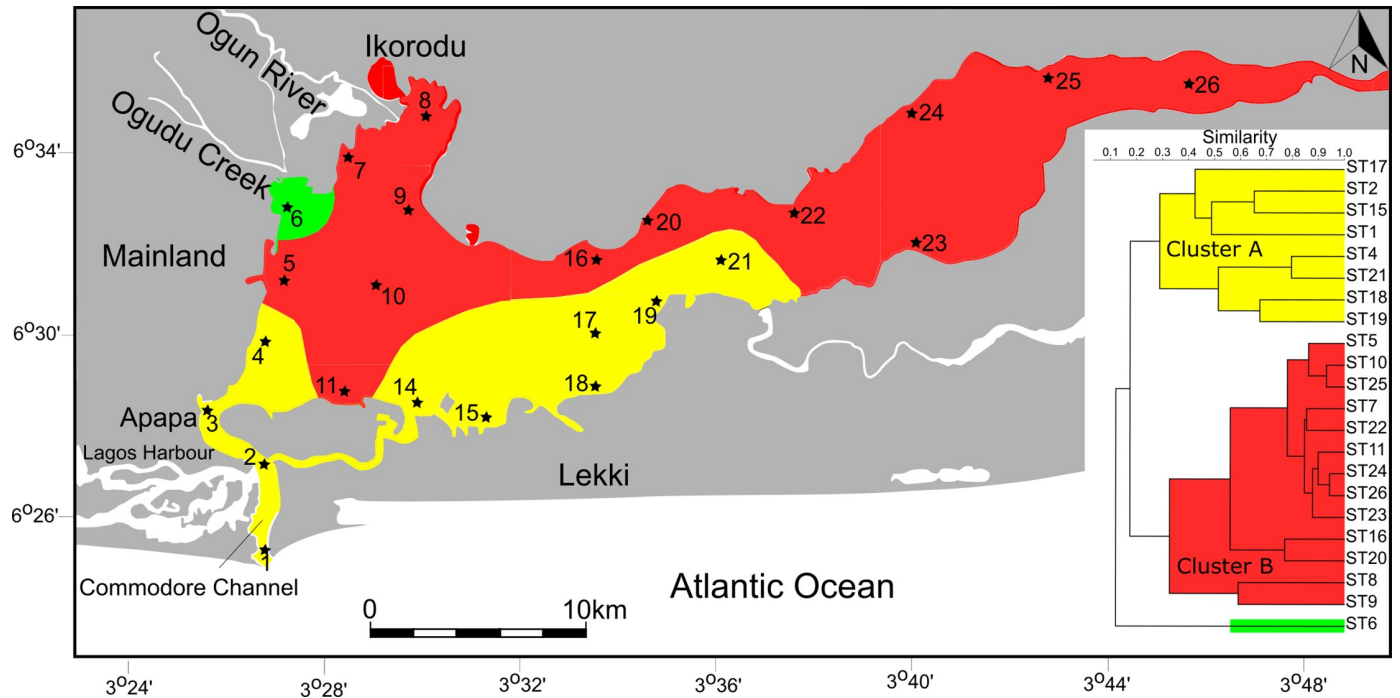 Ogun River
Ikorodu
Ogudu Creek
N
8
25
26
24
7
6°34'
9
6
20
22
23
Mainland
5
16
21
10
19
17
6°30'
4
18
11
14
15
Apapa
3
Lagos Harbour
2
Lekki
6°26'
1
Commodore Channel
Atlantic Ocean
0 10km
3°24' 3°28' 3°32' 3°36' 3°40' 3°44' 3°48'
Similarity
0.1 0.2 0.3 0.4 0.5 0.6 0.8 0.9 1.0
ST17
ST2
ST15
ST1
Cluster A
ST4
ST21
ST18
ST19
ST5
ST10
ST25
ST7
ST22
ST11
ST24
ST26
ST23
ST16
ST20
Cluster B
ST8
ST9
ST6